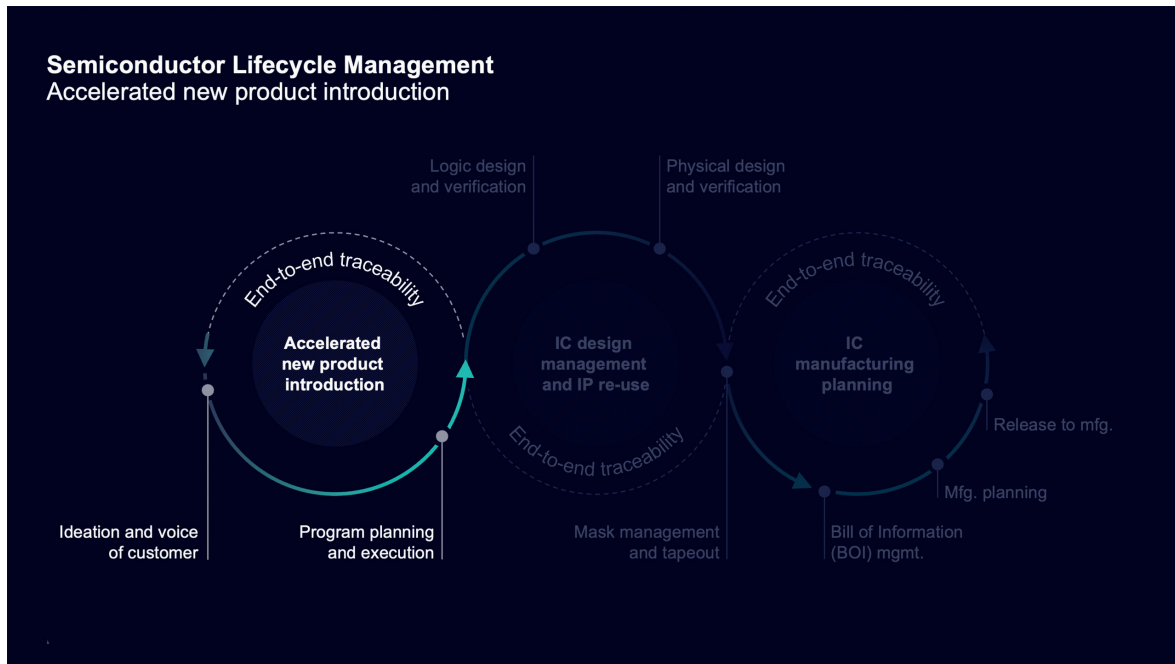 Semiconductor Lifecycle Management
Accelerated new product introduction
Logic design
and verification
Physical design
and verification
End-to-end traceability
Accelerated
new product
introduction
IC design
management
and IP re-use
End-to-end traceability
End-to-end traceability
IC
manufacturing
planning
Ideation and voice
of customer
Program planning
and execution
Mask management
and tapeout
Bill of Information
(BOI) mgmt.
Mfg. planning
Release to mfg.